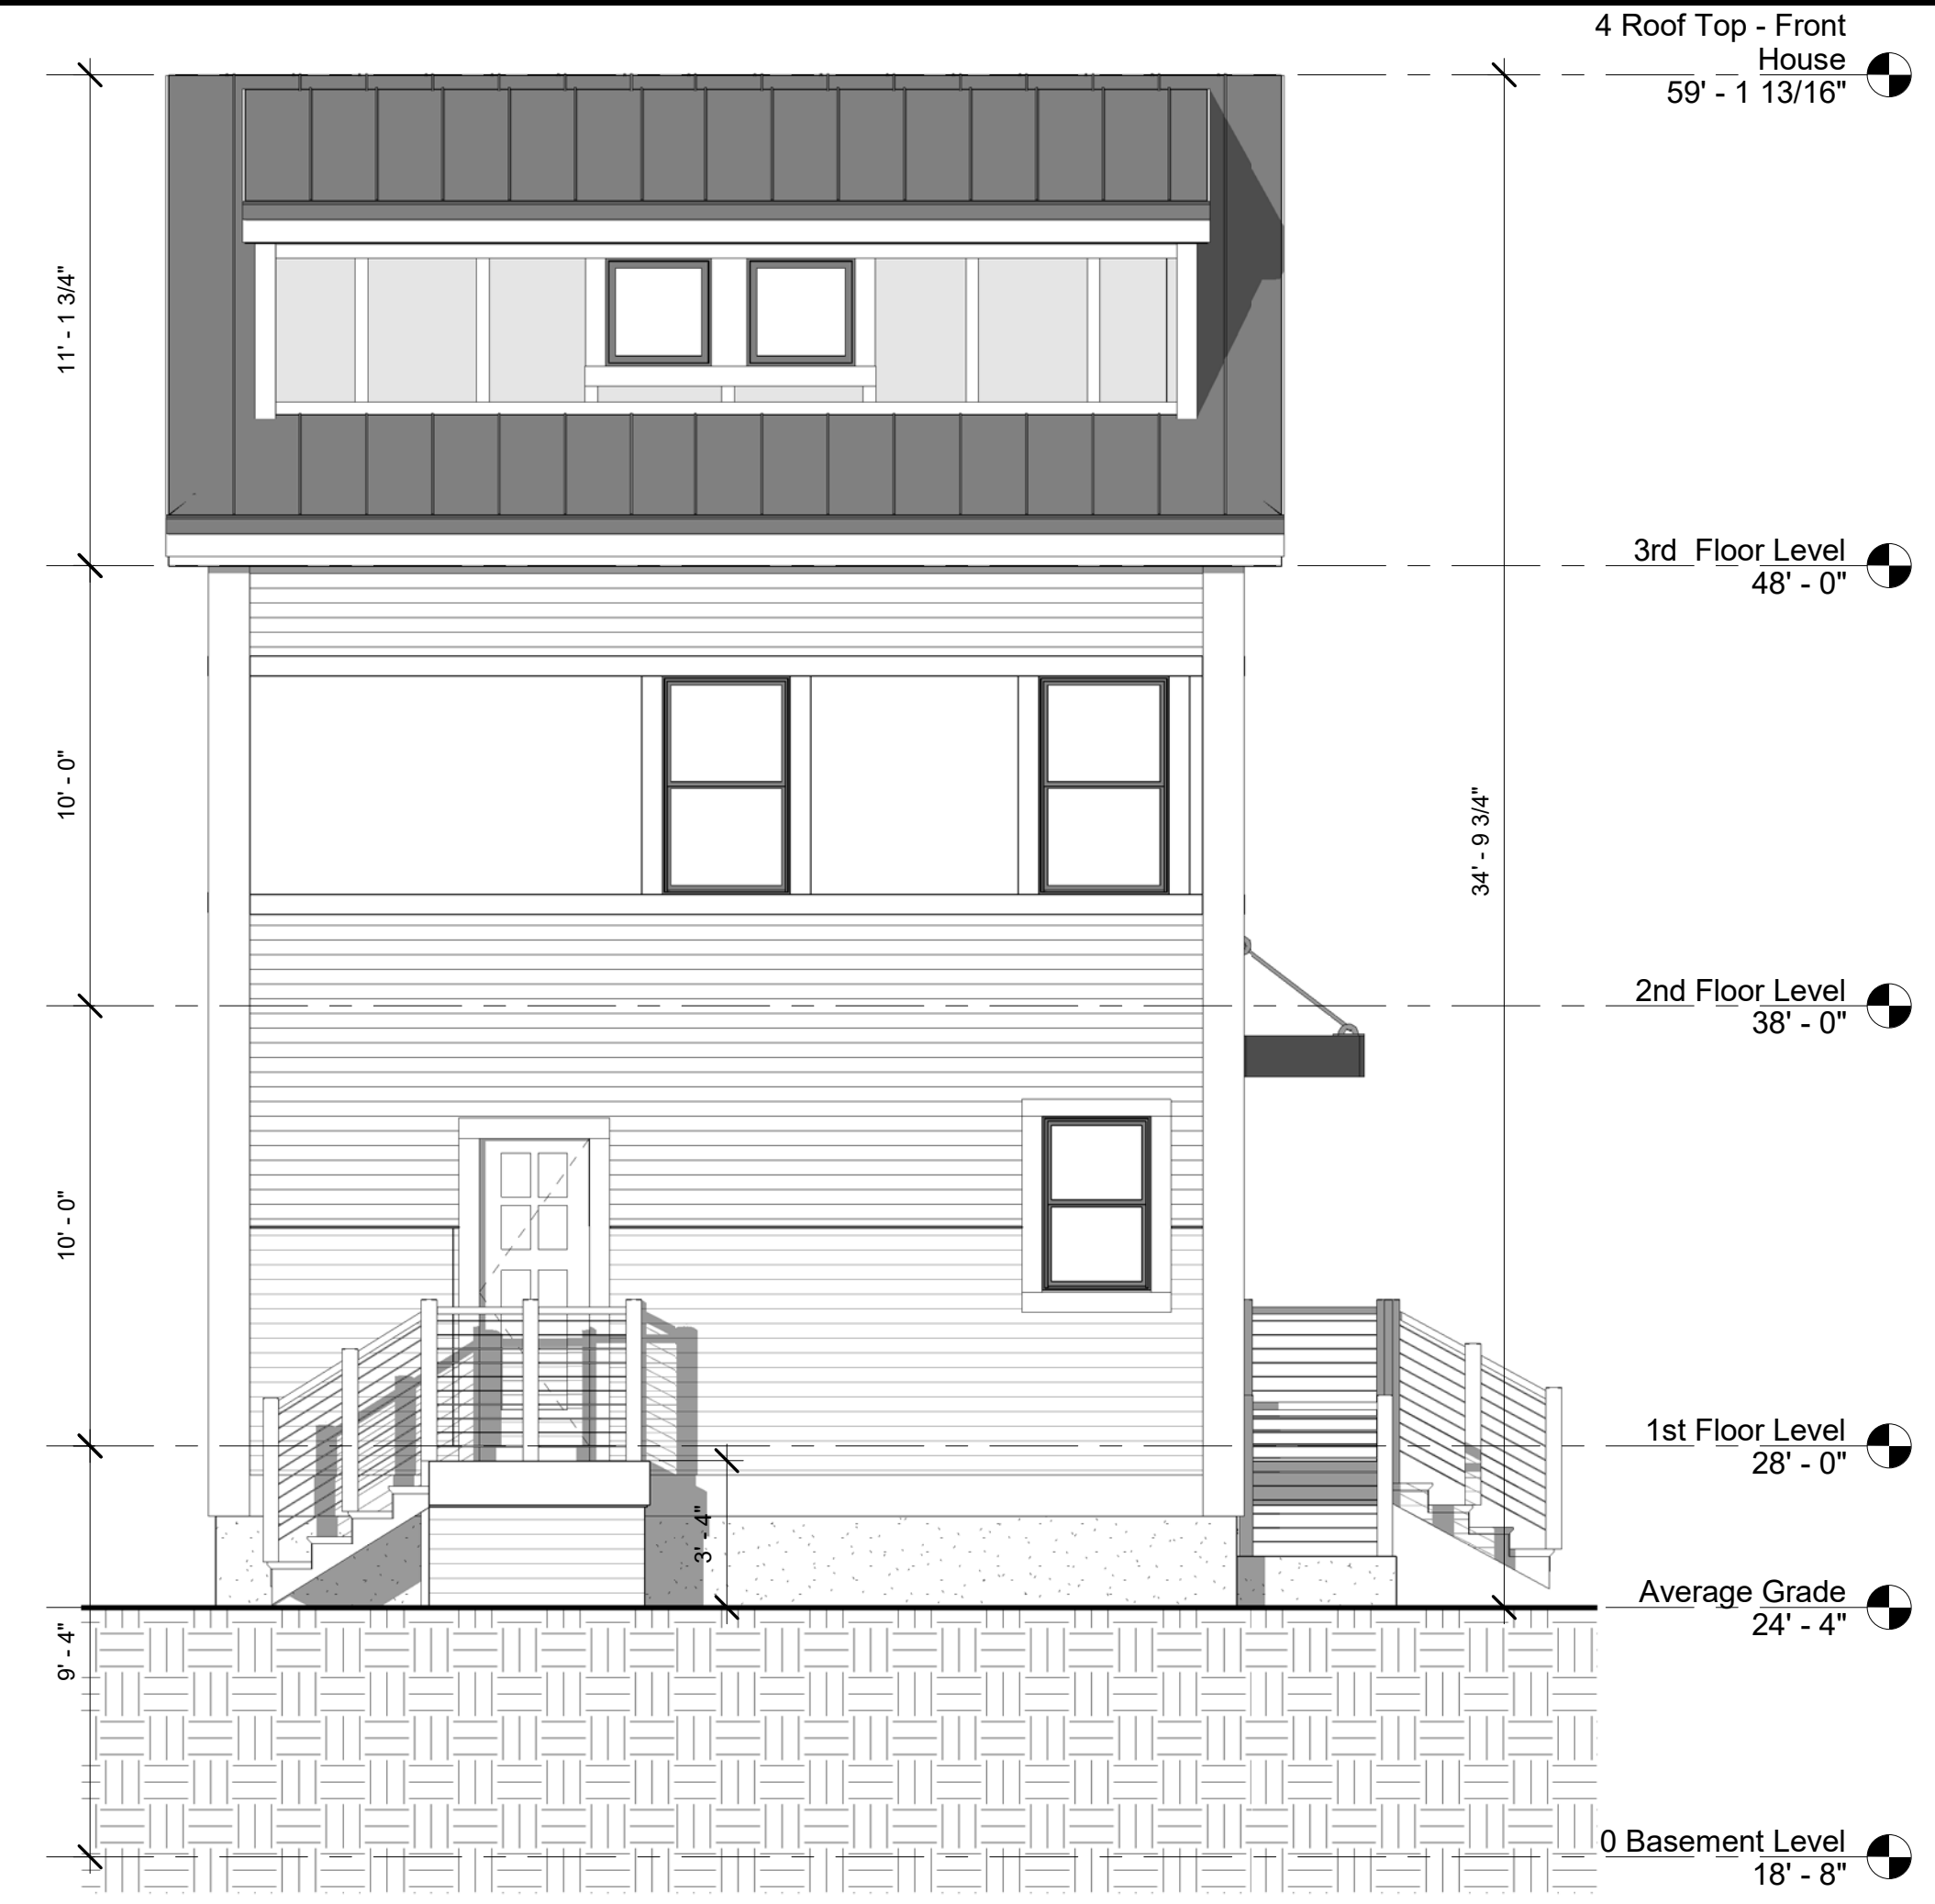 4 Roof Top - Front
House
59' - 1 13/16"
11' - 1 3/4"
3rd Floor Level
48' - 0"
10' - 0"
34' - 9 3/4"
2nd Floor Level
38' - 0"
10' - 0"
1st Floor Level
28' - 0"
3' - 4"
Average Grade
24' - 4"
9' - 4"
0 Basement Level
18' - 8"